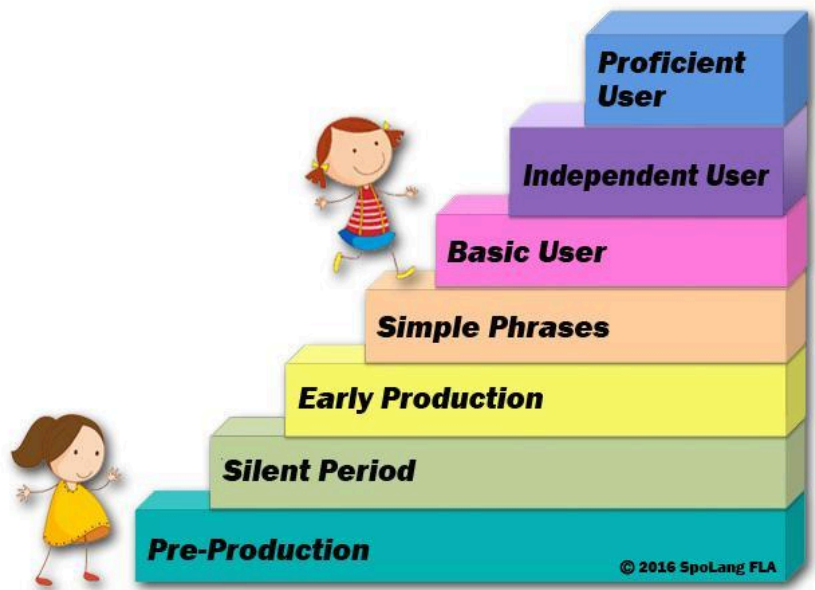 Proficient
User
Independent User
Basic User
Simple Phrases
Early Production
Silent Period
Pre-Production
© 2016 SpoLang FLA